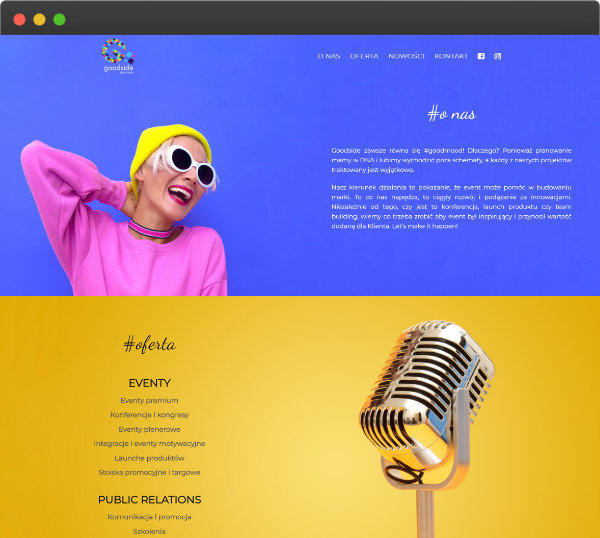 goodside
O NAS OFERTA NOWOŚCI KONTAKT
#o nas
Goodside zawsze równa się #goodmood! Dlaczego? Ponieważ planowanie
mamy w DNA i lubimy wychodzić poza schematy, a każdy z naszych projektów
traktowany jest wyjątkowo.
Nasz kierunek działania to pokazanie, że event może pomóc w budowaniu
marki. To co nas napędza, to ciągły rozwój i podążanie za innowacjami.
Niezależnie od tego, czy jest to konferencja, launch produktu czy team
building, wiemy co trzeba zrobić aby event był inspirujący i przynosił wartość
dodaną dla Klienta. Let's make it happen!
#oferta
EVENTY
Eventy premium
Konferencje i kongresy
Eventy plenerowe
Integracje i eventy motywacyjne
Launche produktów
Stoiska promocyjne i targowe
PUBLIC RELATIONS
Komunikacja i promocja
Szkolenia